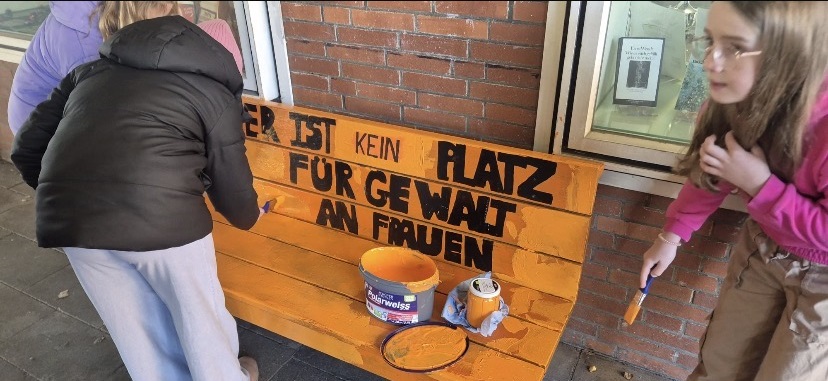 ER IST KEIN PLATZ
FÜR GEWALT
AN FRAUEN
Polarweiss